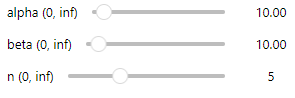 alpha (0, inf) 10.00
beta (0, inf) 10.00
n (0, inf) 5